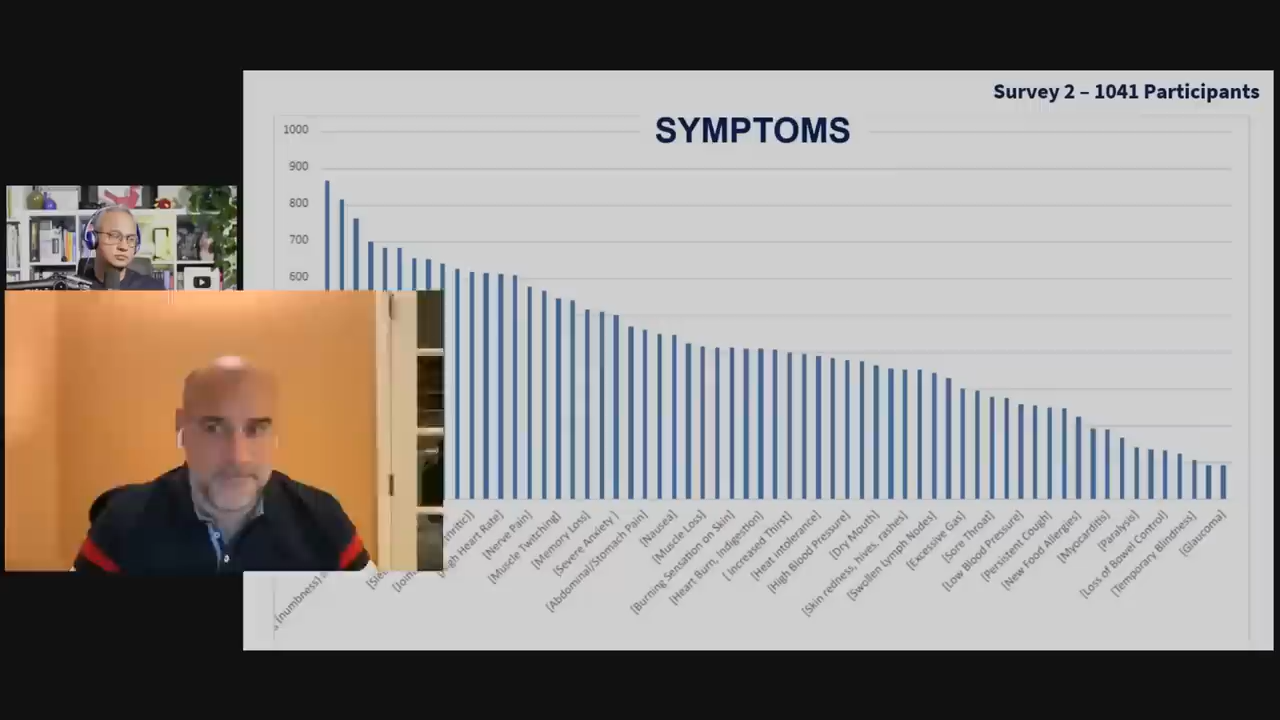 Survey 2 – 1041 Participants
SYMPTOMS
1000
900
800
700
600
[High Heart Rate]
[Nerve Pain]
[Muscle Twitching]
[Memory Loss]
[Severe Anxiety ]
[Abdominal/Stomach Pain]
[Nausea]
[Muscle Loss]
[Burning Sensation on Skin]
[Heart Burn, Indigestion]
[ Increased Thirst]
[Heat intolerance]
[High Blood Pressure]
[Dry Mouth]
[Skin redness, hives, rashes]
[Swollen Lymph Nodes]
[Excessive Gas]
[Sore Throat]
[Low Blood Pressure]
[Persistent Cough]
[New Food Allergies]
[Myocarditis]
[Paralysis]
[Loss of Bowel Control]
[Temporary Blindness]
[Glaucoma]